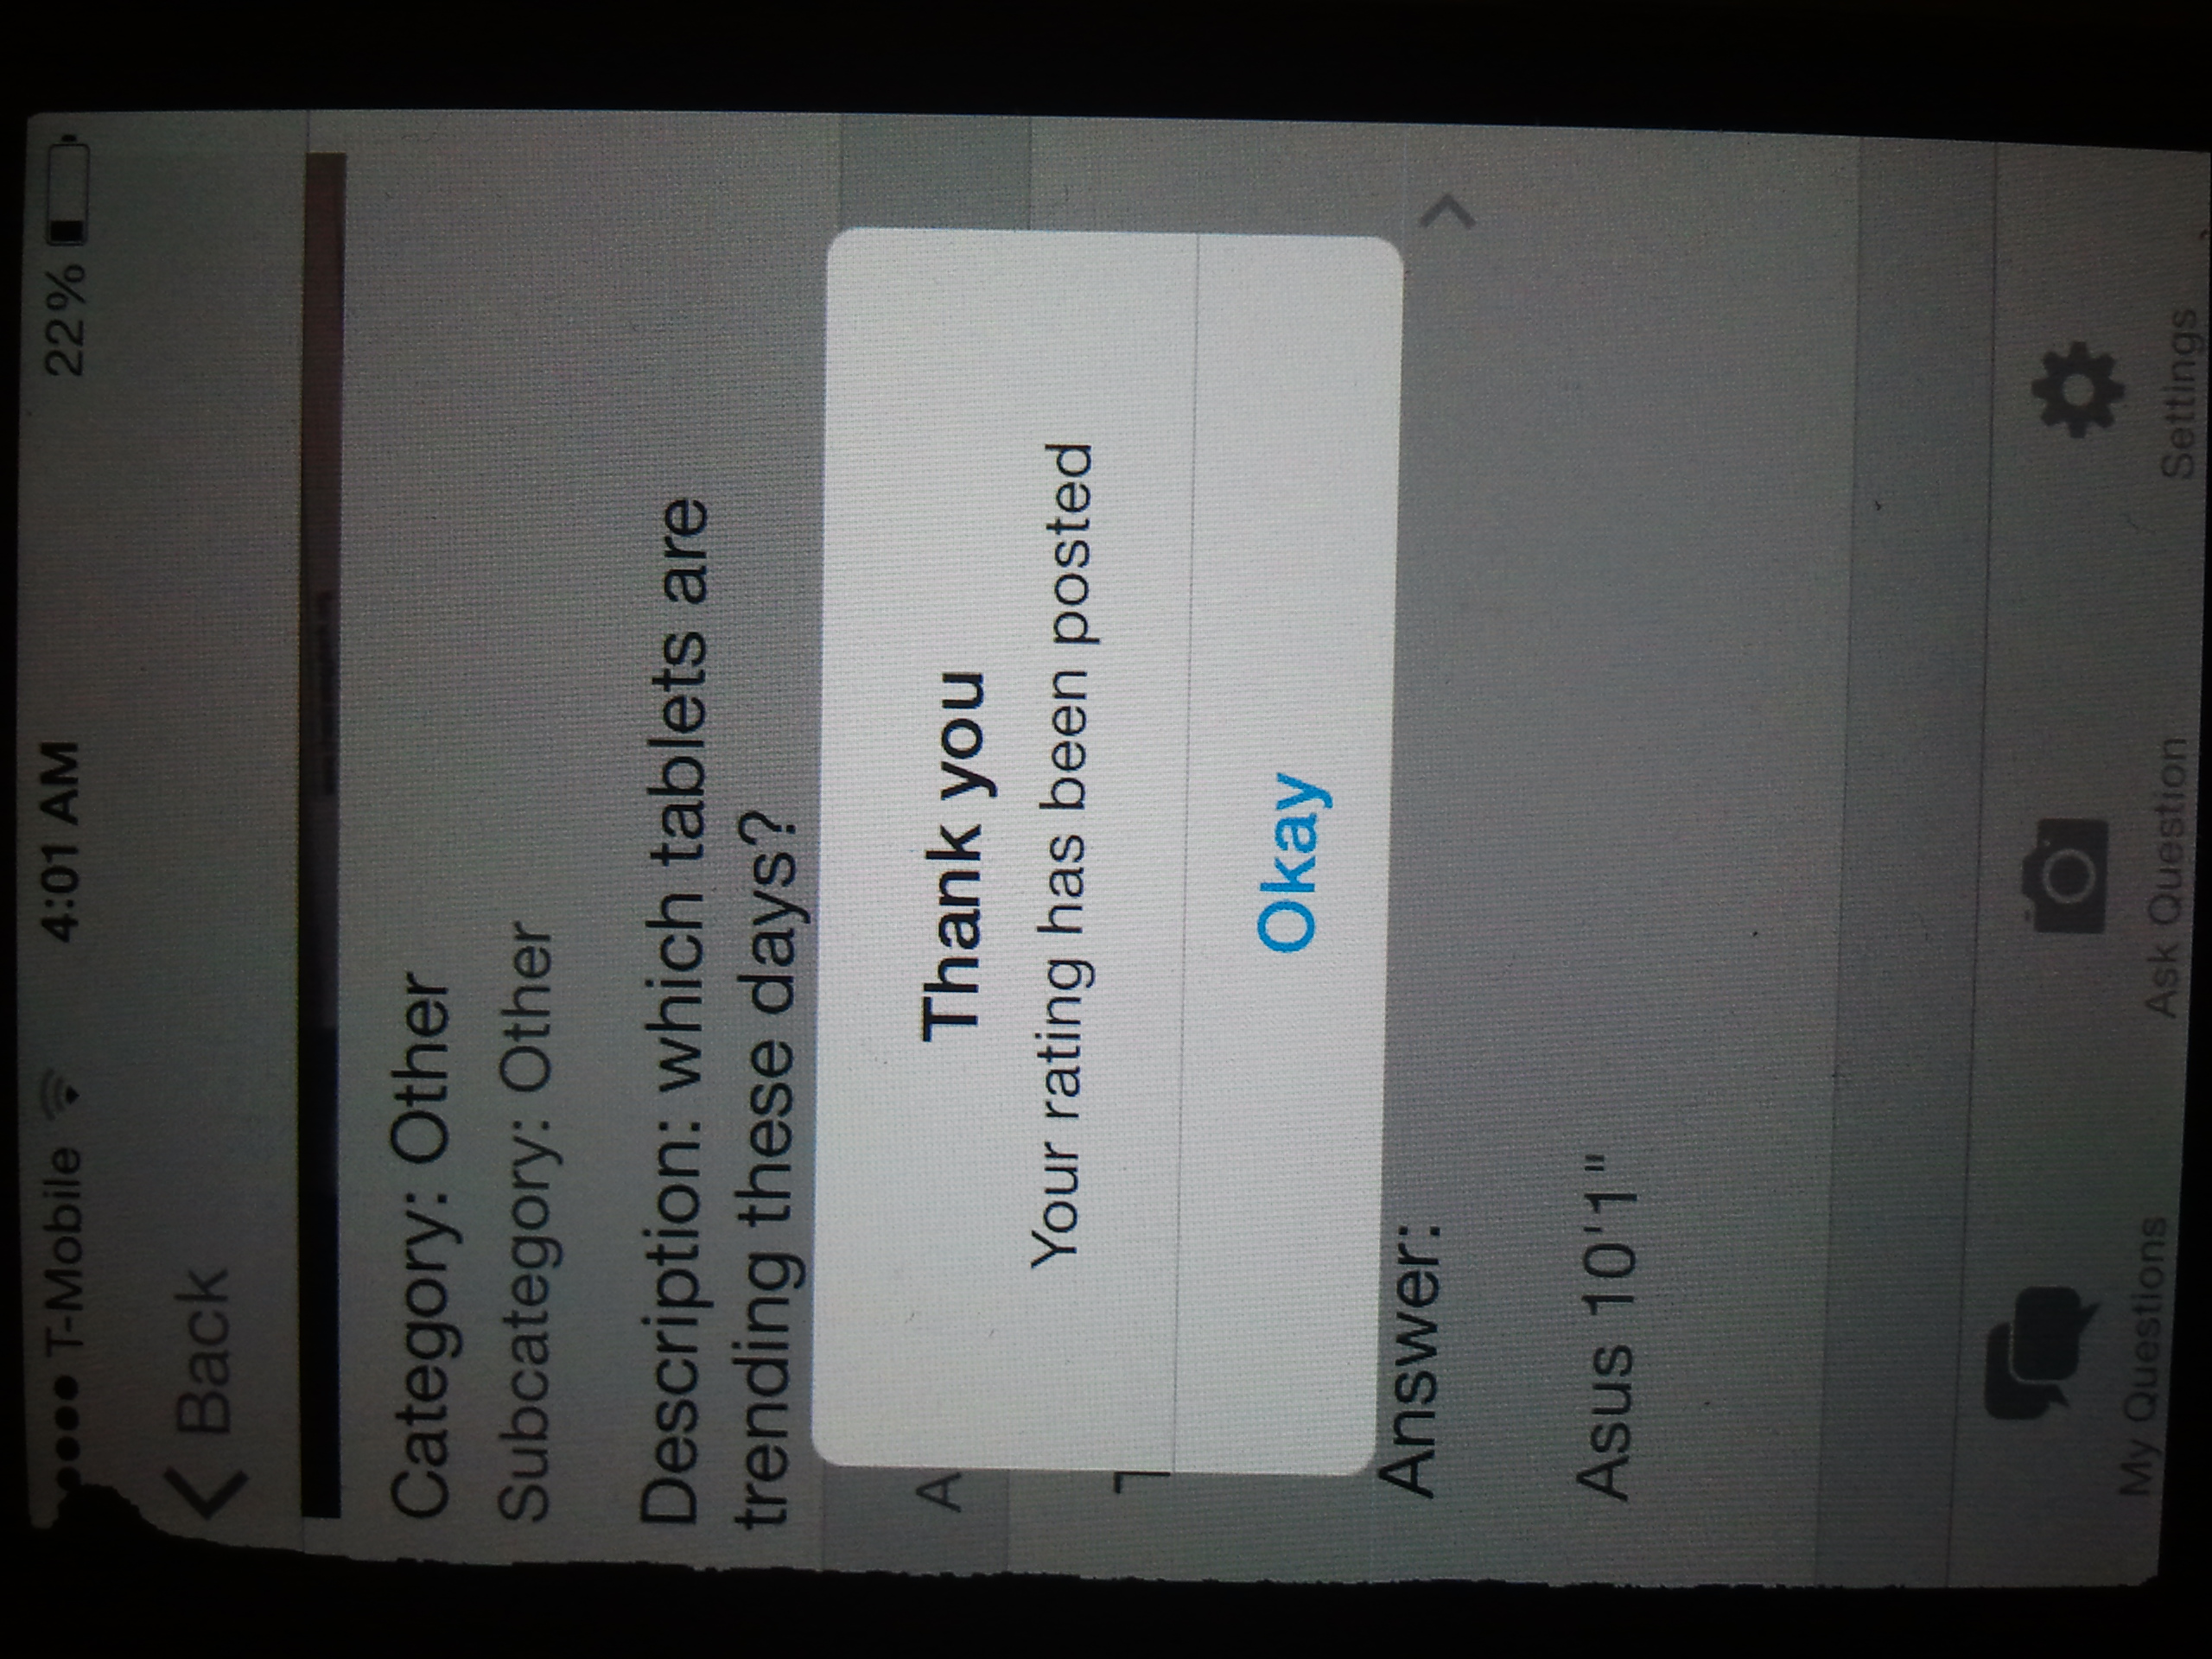 T-Mobile 4:01 AM 22%
Back
Category: Other
Subcategory: Other
Description: which tablets are
trending these days?
A
Thank you
Your rating has been posted
Okay
Answer:
Asus 10'1"
My Questions Ask Question Settings